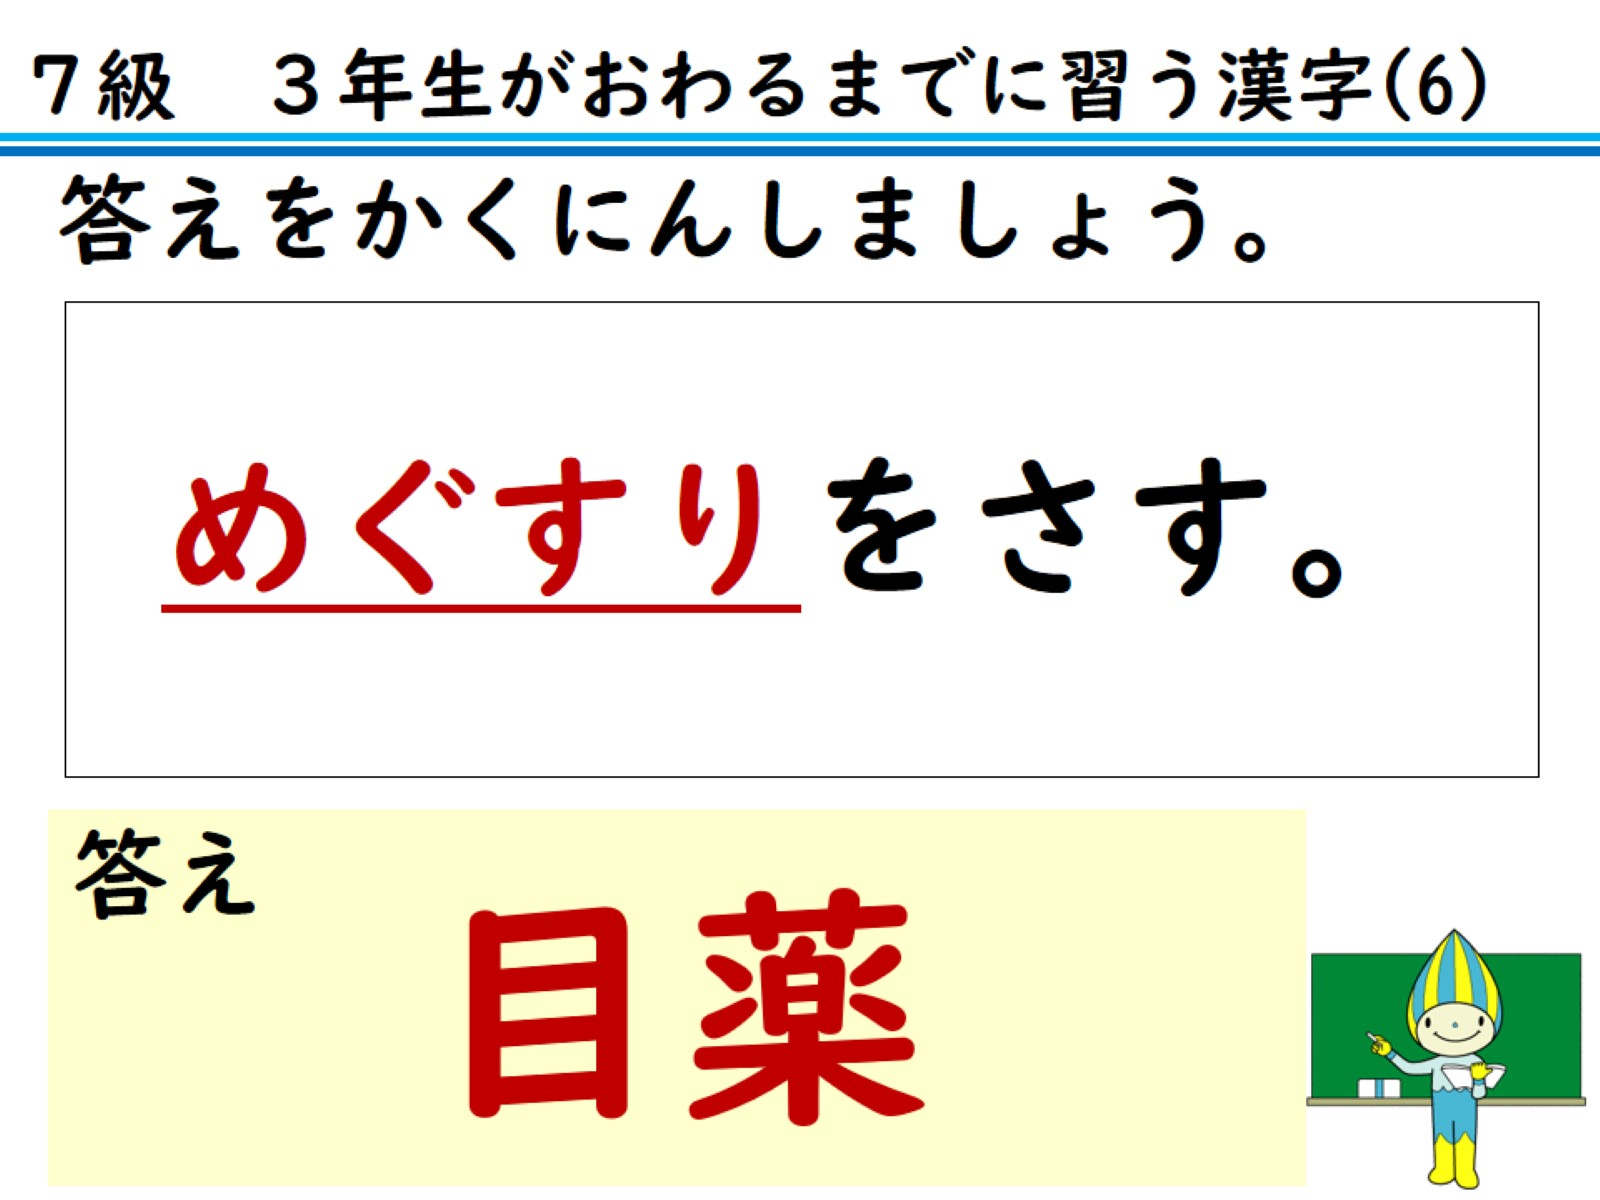 ７級　３年生がおわるまでに習う漢字(6)
答えをかくにんしましょう。
めぐすりをさす。
答え
目薬